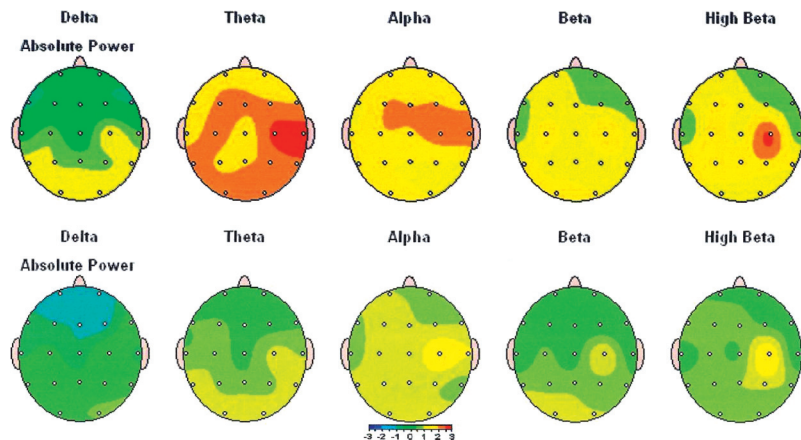 Delta Theta Alpha Beta High Beta
Absolute Power
Delta Theta Alpha Beta High Beta
Absolute Power
-3 -2 -1 0 1 2 3